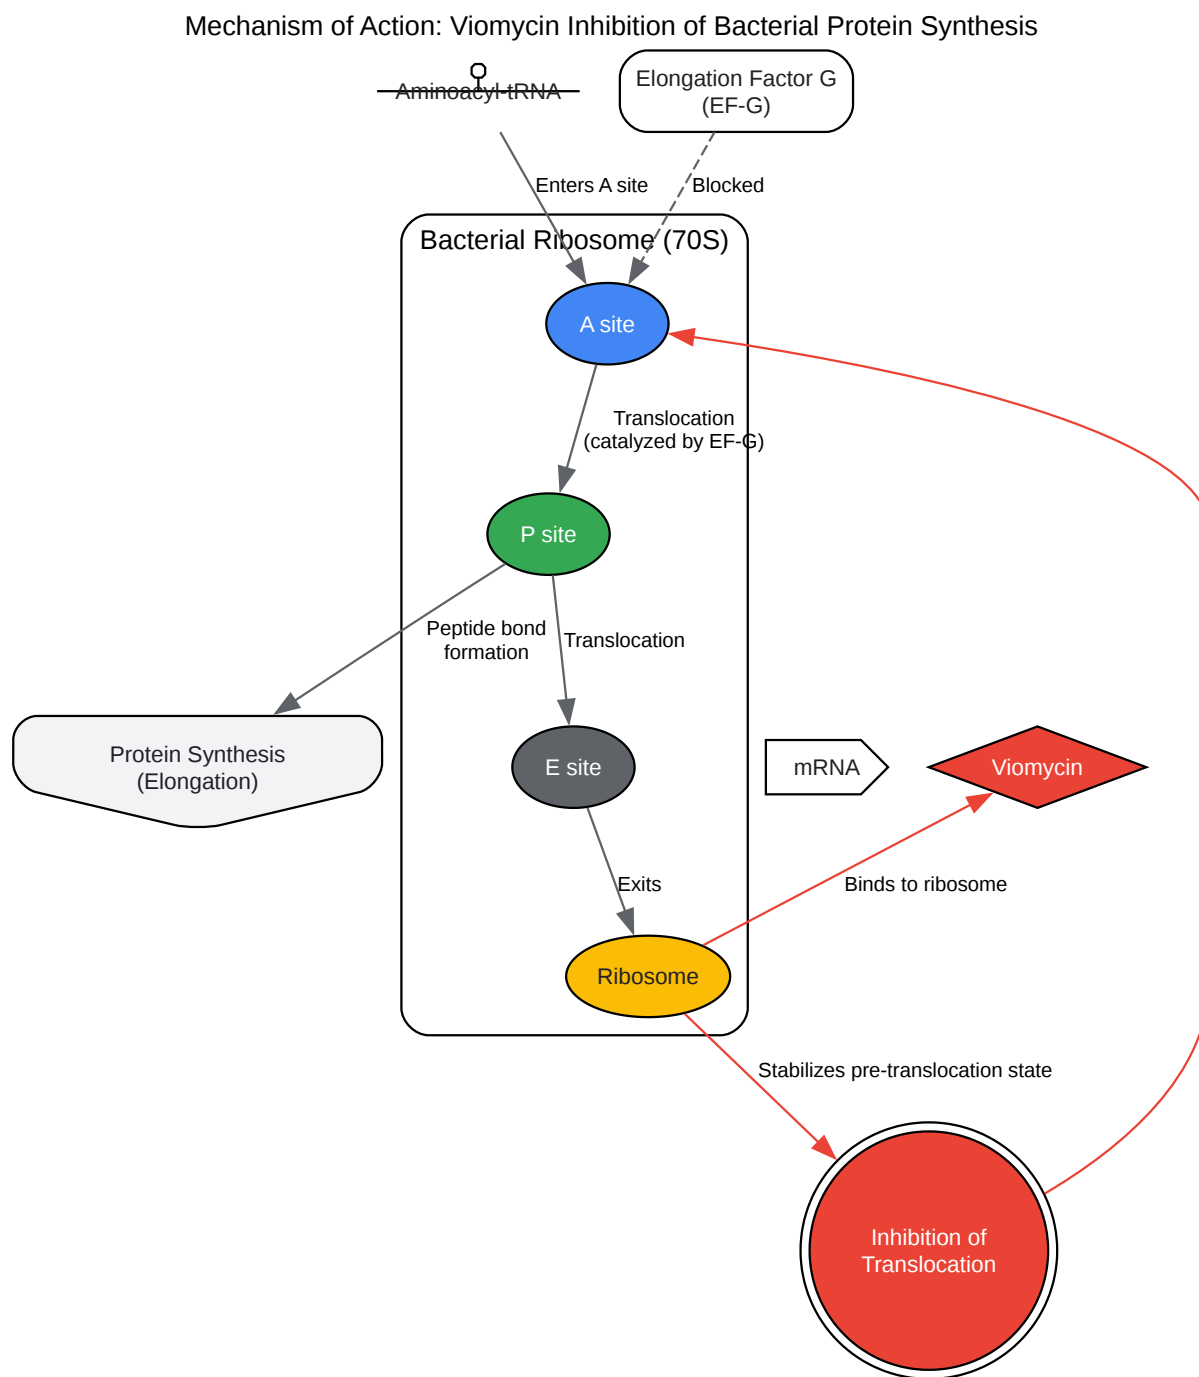 Mechanism of Action: Viomycin Inhibition of Bacterial Protein Synthesis
Aminoacyl-tRNA
Elongation Factor G
(EF-G)
Enters A site
Blocked
Bacterial Ribosome (70S)
A site
Translocation
(catalyzed by EF-G)
P site
Peptide bond
formation
Translocation
Protein Synthesis
(Elongation)
E site
mRNA
Viomycin
Exits
Binds to ribosome
Ribosome
Stabilizes pre-translocation state
Inhibition of
Translocation